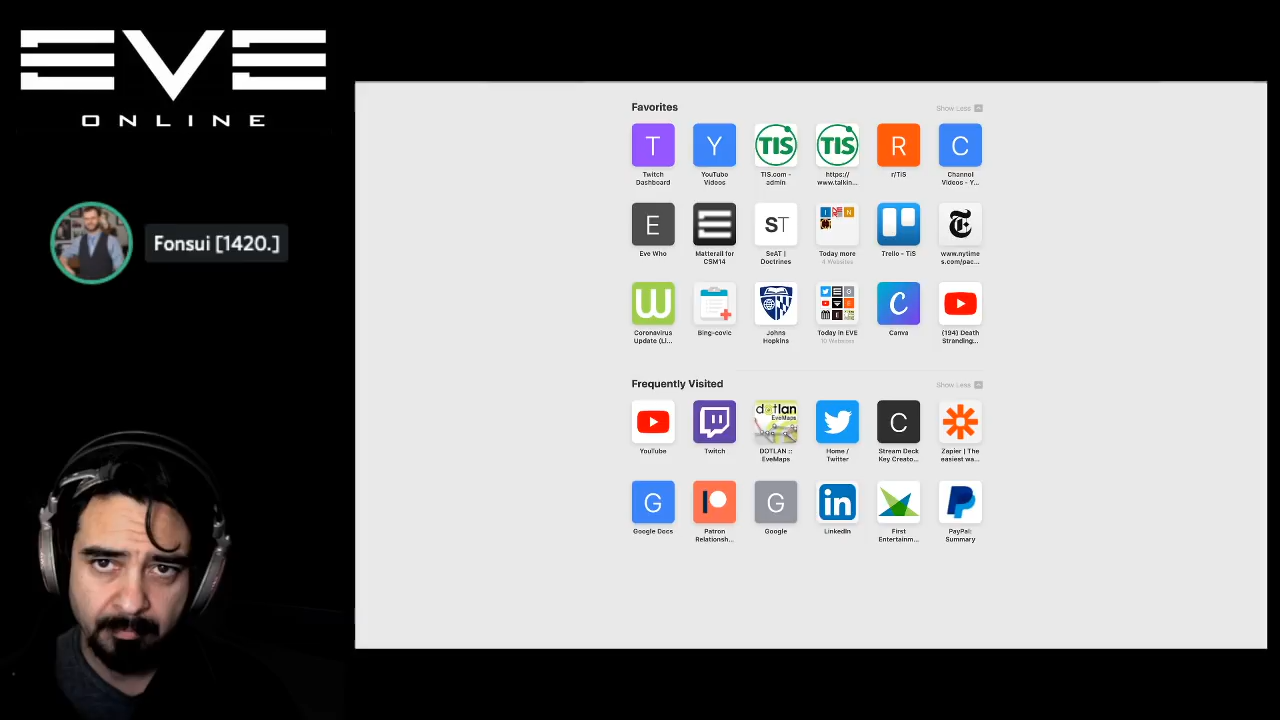 EVE
ONLINE
Fonsui [1420.]
Favorites
Show Less
T
Y
TIS
TIS
R
C
Twitch
Dashboard
YouTube
Videos
TIS.com -
admin
https://
www.talkin...
r/TiS
Channel
Videos - Y...
E
ST
Eve Who
Matterall for
CSM14
SeAT |
Doctrines
Today more
4 Websites
Trello - TiS
www.nytime
s.com/pac...
W
Coronavirus
Update (Li...
Bing-covic
Johns
Hopkins
Today in EVE
10 Websites
C
Canva
(194) Death
Stranding...
Frequently Visited
Show Less
YouTube
Twitch
dotlan
EveMaps
DOTLAN ::
EveMaps
Home /
Twitter
C
Stream Deck
Key Creato...
Zapier | The
easiest wa...
G
G
in
Google Docs
Patron
Relationsh...
Google
LinkedIn
First
Entertainm...
PayPal:
Summary